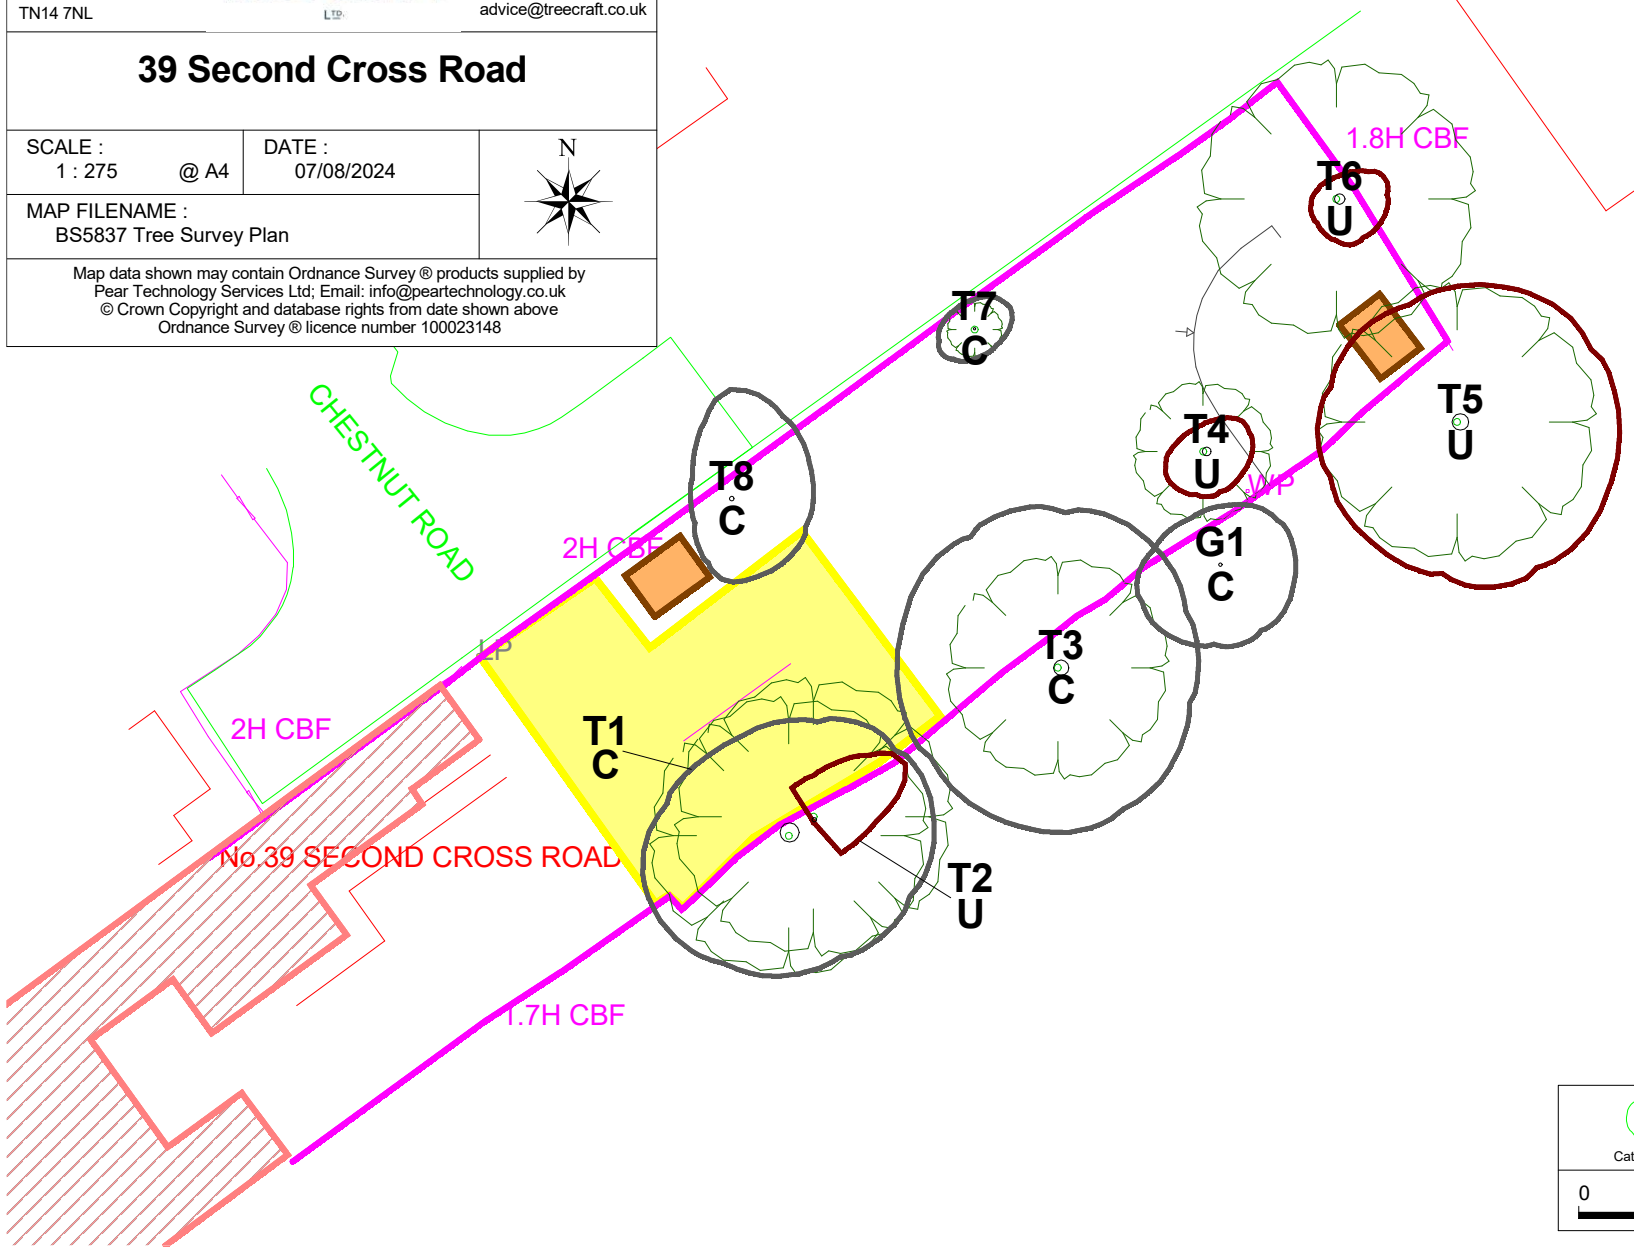 TN14 7NL
LTD.
advice@treecraft.co.uk
39 Second Cross Road
SCALE :
1 : 275 @ A4
DATE :
07/08/2024
N
MAP FILENAME :
BS5837 Tree Survey Plan
Map data shown may contain Ordnance Survey ® products supplied by
Pear Technology Services Ltd; Email: info@peartechnology.co.uk
© Crown Copyright and database rights from date shown above
Ordnance Survey ® licence number 100023148
1.8H CBF
T6
U
T7
C
CHESTNUT ROAD
T5
U
T4
U
WP
T8
C
2H CBF
G1
C
LP
T3
C
2H CBF
T1
C
No.39 SECOND CROSS ROAD
T2
U
1.7H CBF
Cat
0